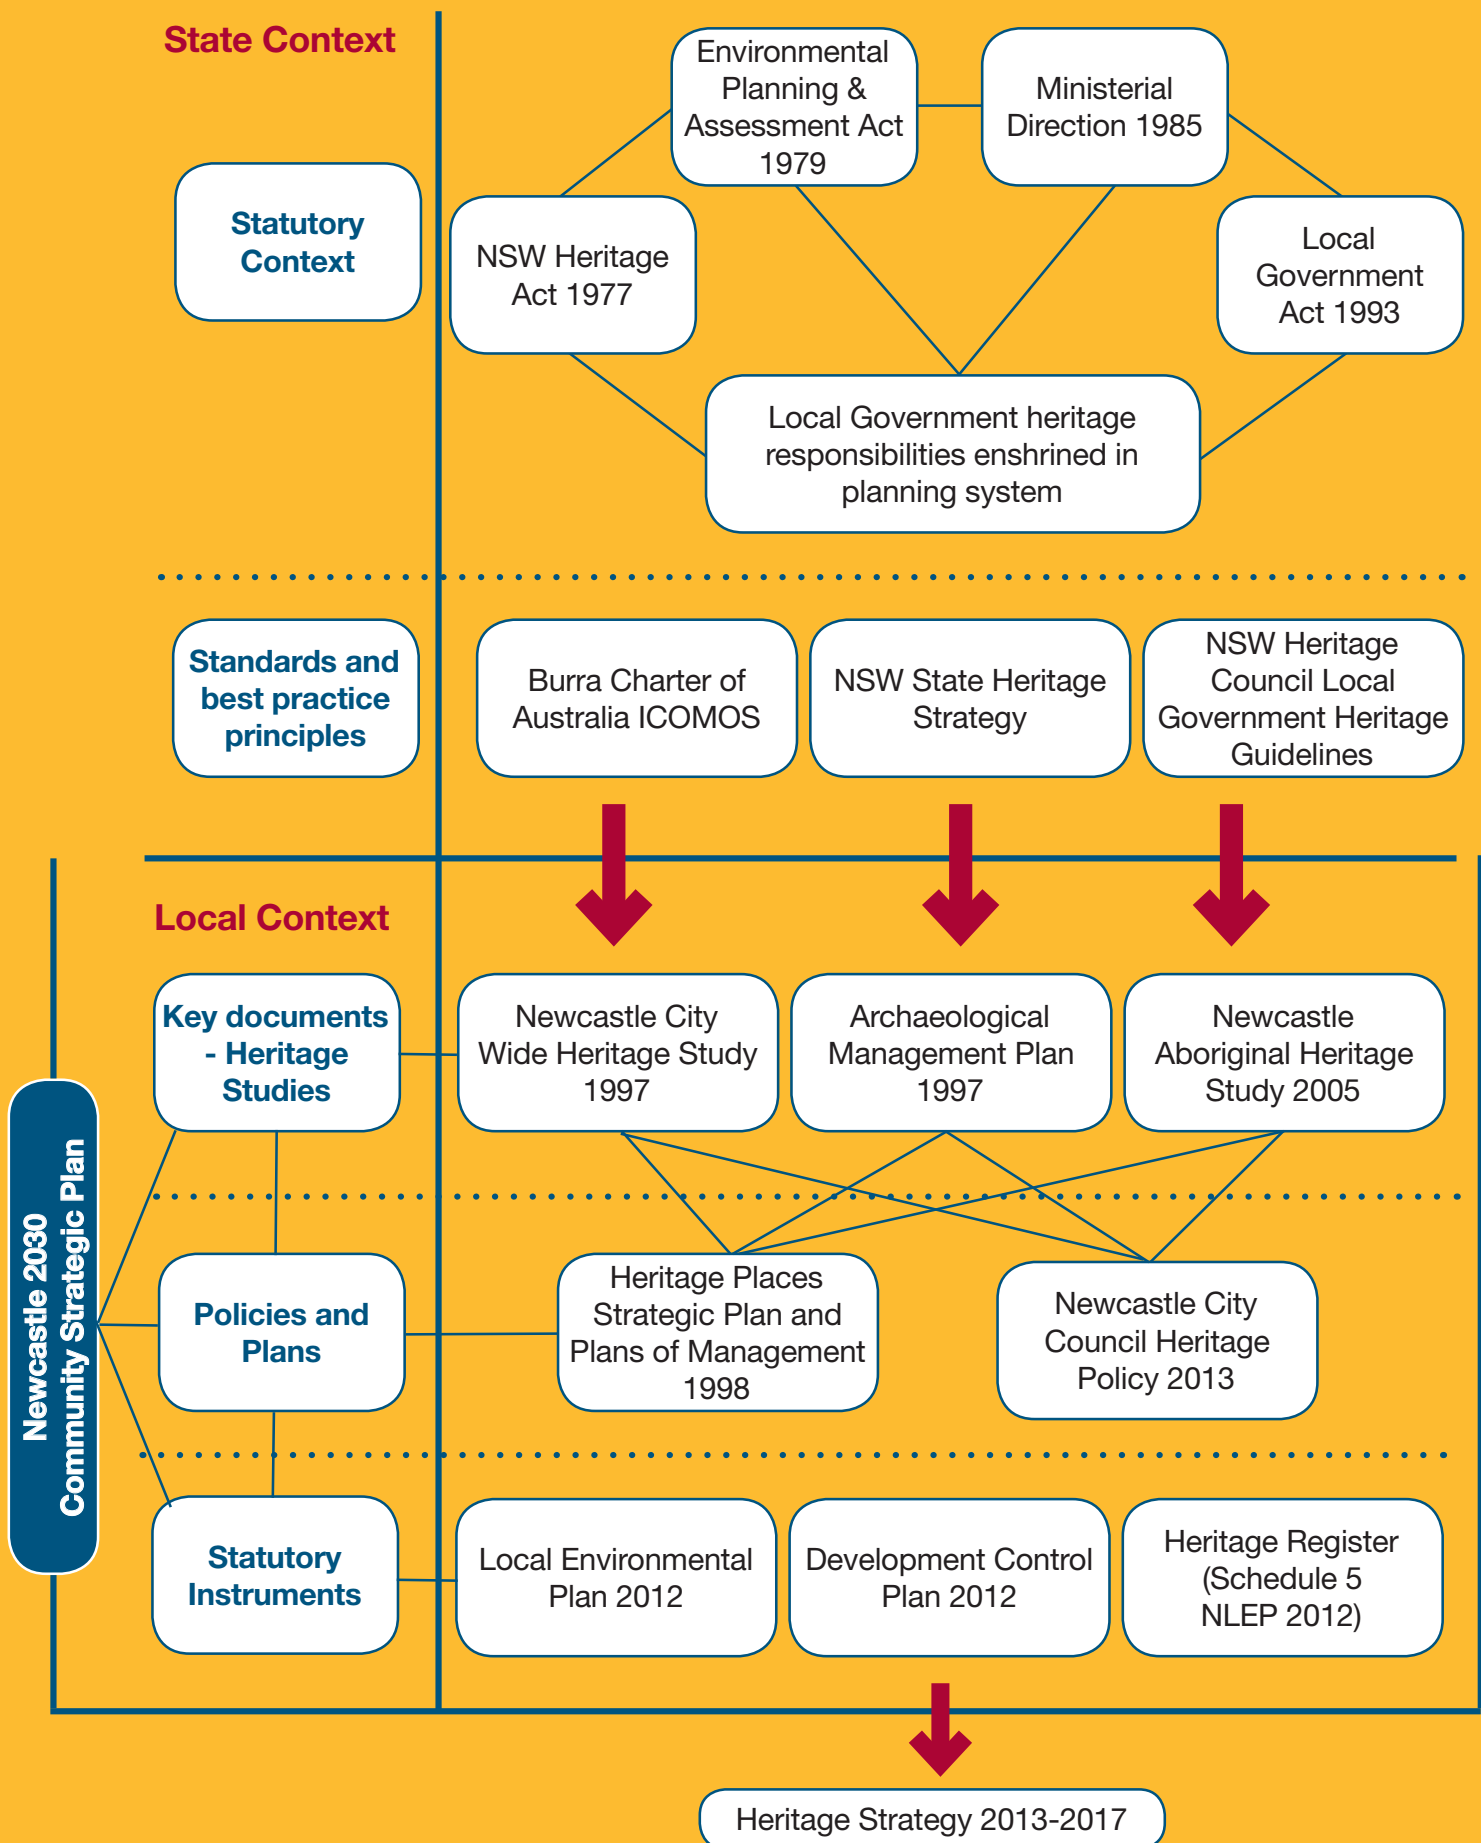 State Context
Environmental
Planning &
Assessment Act
1979
Ministerial
Direction 1985
Statutory
Context
NSW Heritage
Act 1977
Local
Government
Act 1993
Local Government heritage
responsibilities enshrined in
planning system
Standards and
best practice
principles
Burra Charter of
Australia ICOMOS
NSW State Heritage
Strategy
NSW Heritage
Council Local
Government Heritage
Guidelines
Local Context
Key documents
- Heritage
Studies
Newcastle City
Wide Heritage Study
1997
Archaeological
Management Plan
1997
Newcastle
Aboriginal Heritage
Study 2005
Newcastle 2030
Community Strategic Plan
Policies and
Plans
Heritage Places
Strategic Plan and
Plans of Management
1998
Newcastle City
Council Heritage
Policy 2013
Statutory
Instruments
Local Environmental
Plan 2012
Development Control
Plan 2012
Heritage Register
(Schedule 5
NLEP 2012)
Heritage Strategy 2013-2017